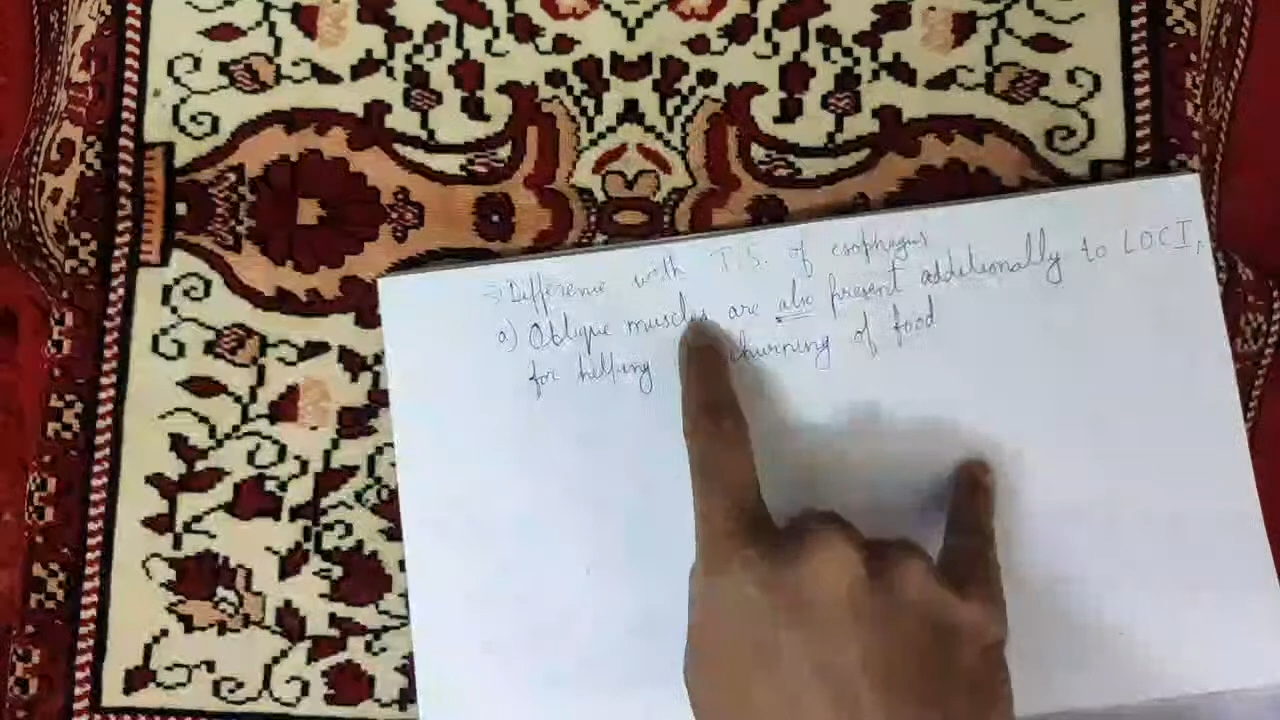 ⇒ Difference with T.S. of esophagus
a) Oblique muscles are also present additionally to LOCI,
for helping churning of food